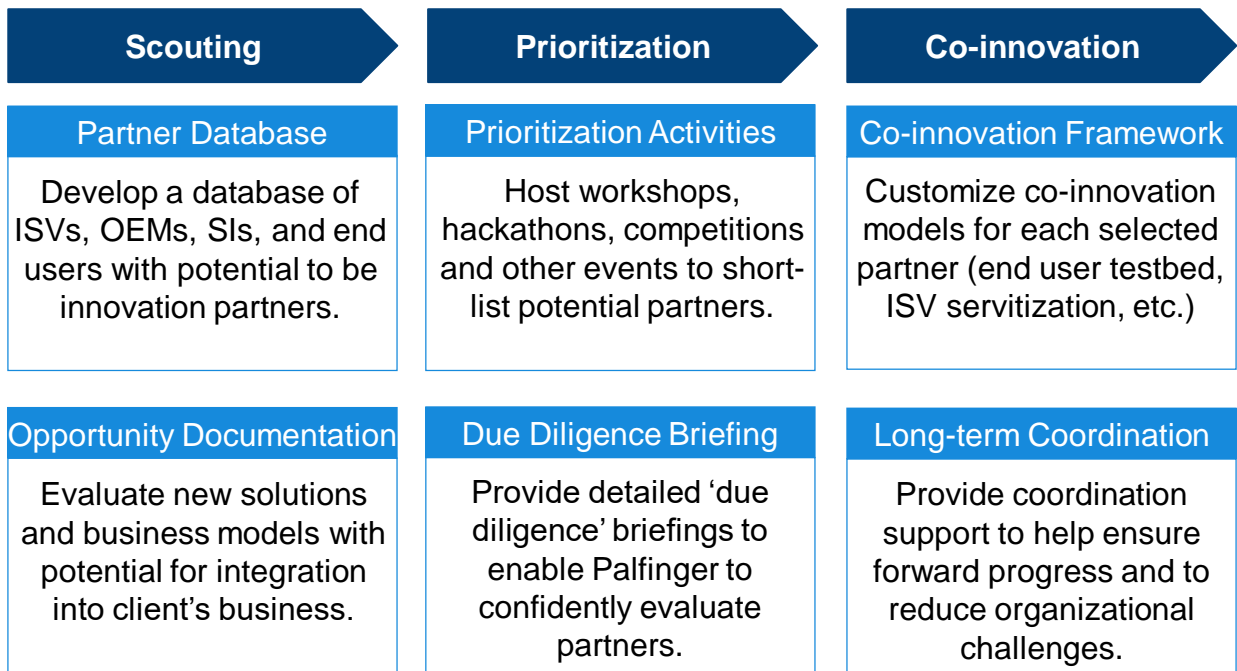 Scouting
Prioritization
Co-innovation
Partner Database
Develop a database of
ISVs, OEMs, SIs, and end
users with potential to be
innovation partners.
Prioritization Activities
Host workshops,
hackathons, competitions
and other events to short-
list potential partners.
Co-innovation Framework
Customize co-innovation
models for each selected
partner (end user testbed,
ISV servitization, etc.)
Opportunity Documentation
Evaluate new solutions
and business models with
potential for integration
into client’s business.
Due Diligence Briefing
Provide detailed ‘due
diligence’ briefings to
enable Palfinger to
confidently evaluate
partners.
Long-term Coordination
Provide coordination
support to help ensure
forward progress and to
reduce organizational
challenges.